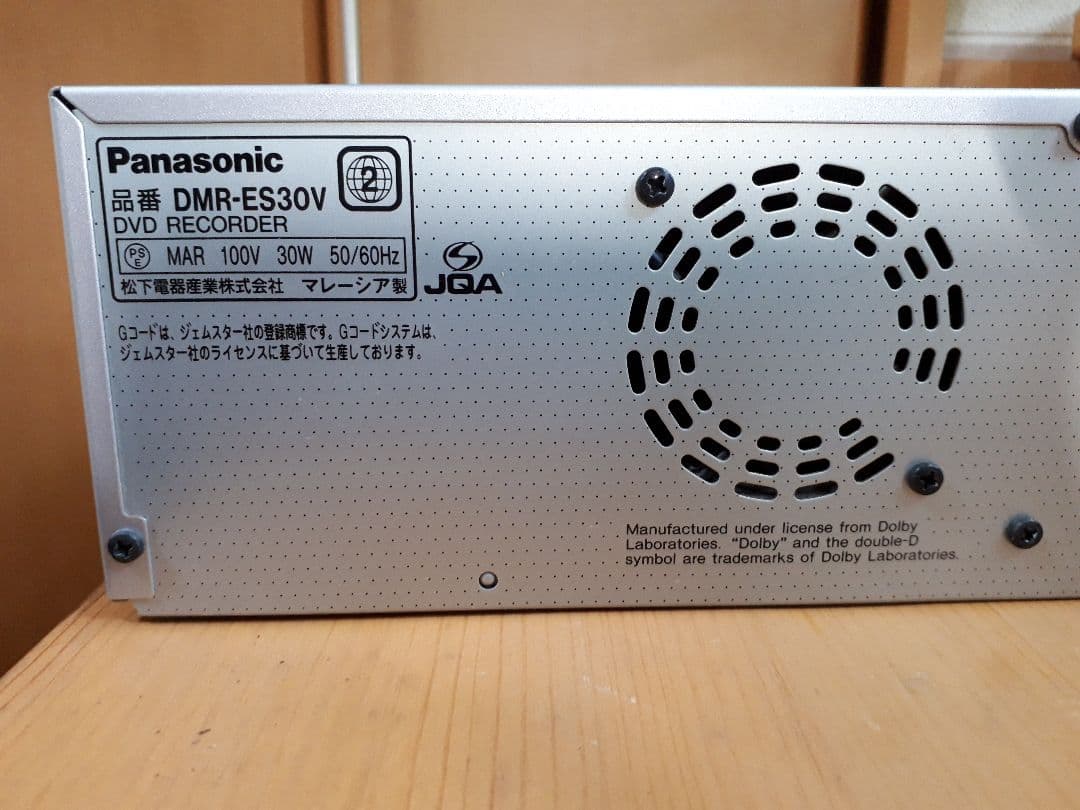 Panasonic
2
品番 DMR-ES30V
DVD RECORDER
PSE MAR 100V 30W 50/60Hz
松下電器産業株式会社 マレーシア製
JQA
Gコードは、ジェムスター社の登録商標です。Gコードシステムは、
ジェムスター社のライセンスに基づいて生産しております。
Manufactured under license from Dolby
Laboratories. “Dolby” and the double-D
symbol are trademarks of Dolby Laboratories.